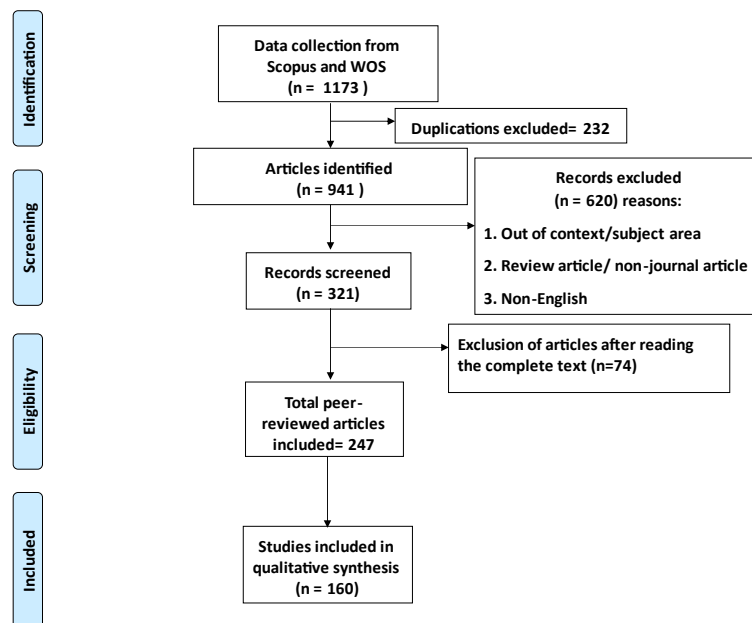 Identification
Data collection from
Scopus and WOS
(n = 1173 )
Duplications excluded= 232
Articles identified
(n = 941 )
Screening
Records excluded
(n = 620) reasons:
1. Out of context/subject area
2. Review article/ non-journal article
3. Non-English
Records screened
(n = 321)
Eligibility
Exclusion of articles after reading
the complete text (n=74)
Total peer-
reviewed articles
included= 247
Included
Studies included in
qualitative synthesis
(n = 160)